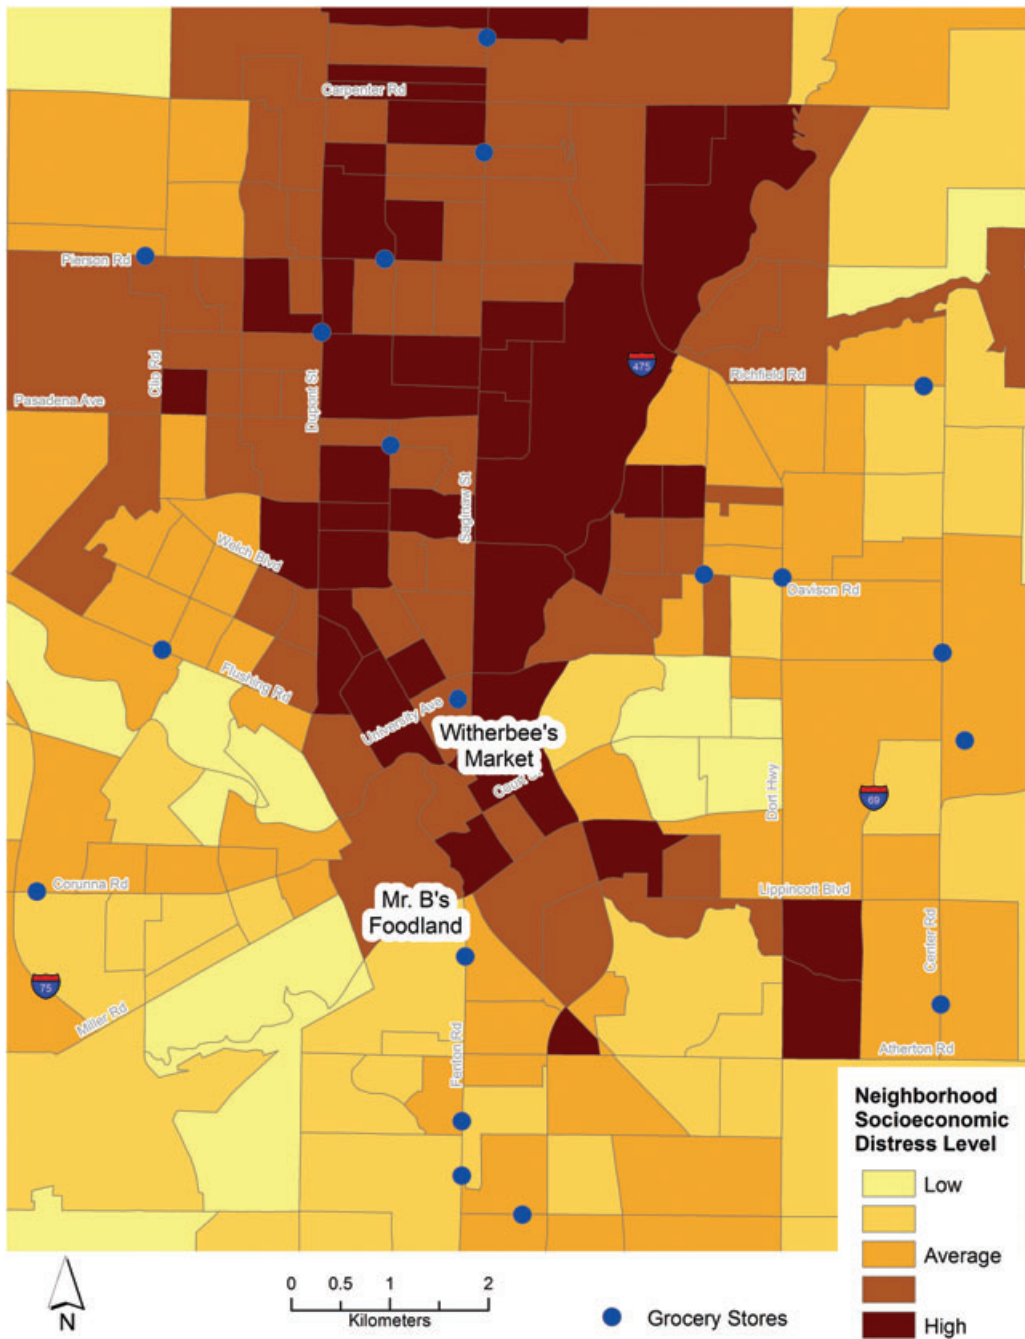 Carpenter Rd
Pierson Rd
Clio Rd
Dupont St
475
Richfield Rd
Pasadena Ave
Saginaw St
Welch Blvd
Davison Rd
Flushing Rd
University Ave
Witherbee's
Market
Court St
Dort Hwy
69
Corunna Rd
Lippincott Blvd
Mr. B's
Foodland
Center Rd
75
Miller Rd
Fenton Rd
Atherton Rd
Neighborhood
Socioeconomic
Distress Level
Low
Average
High
N
0 0.5 1 2
Kilometers
Grocery Stores